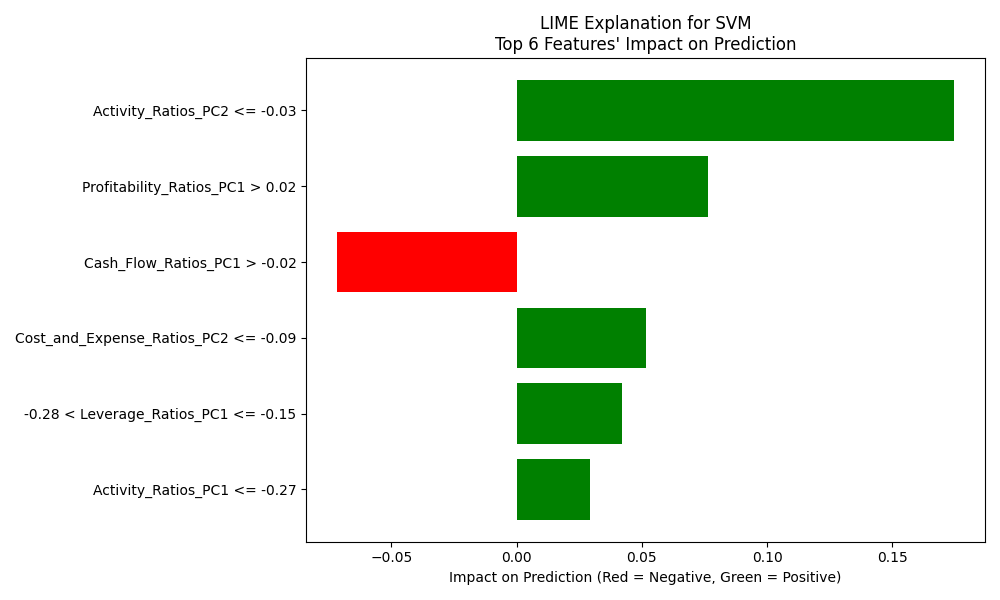 LIME Explanation for SVM
Top 6 Features' Impact on Prediction
Activity_Ratios_PC2 <= -0.03
Profitability_Ratios_PC1 > 0.02
Cash_Flow_Ratios_PC1 > -0.02
Cost_and_Expense_Ratios_PC2 <= -0.09
-0.28 < Leverage_Ratios_PC1 <= -0.15
Activity_Ratios_PC1 <= -0.27
−0.05 0.00 0.05 0.10 0.15
Impact on Prediction (Red = Negative, Green = Positive)